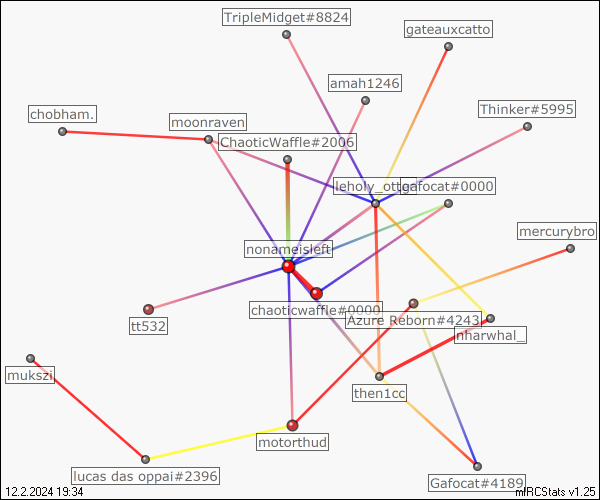 TripleMidget#8824
gateauxcatto
amah1246
Thinker#5995
chobham.
moonraven
ChaoticWaffle#2006
gafocat#0000
mercurybro
nonameisleft
chaoticwaffle#0000
Azure Reborn#4243
nharwhal_
tt532
mukszi
then1cc
motorthud
lucas das oppai#2396
Gafocat#4189
12.2.2024 19:34
mIRCStats v1.25